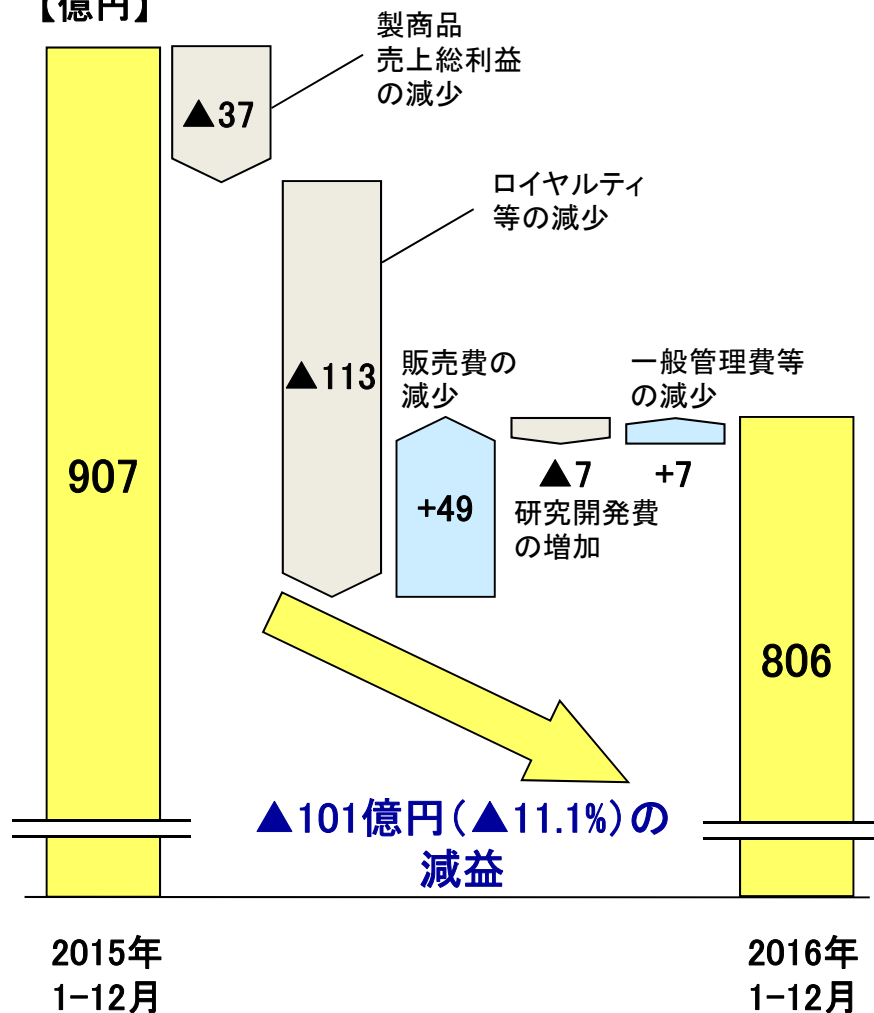 【億円】
製商品
売上総利益
の減少
▲37
ロイヤルティ
等の減少
▲113
販売費の
減少
一般管理費等
の減少
907
+49
▲7
+7
研究開発費
の増加
806
▲101億円(▲11.1%)の
減益
2015年
1-12月
2016年
1-12月